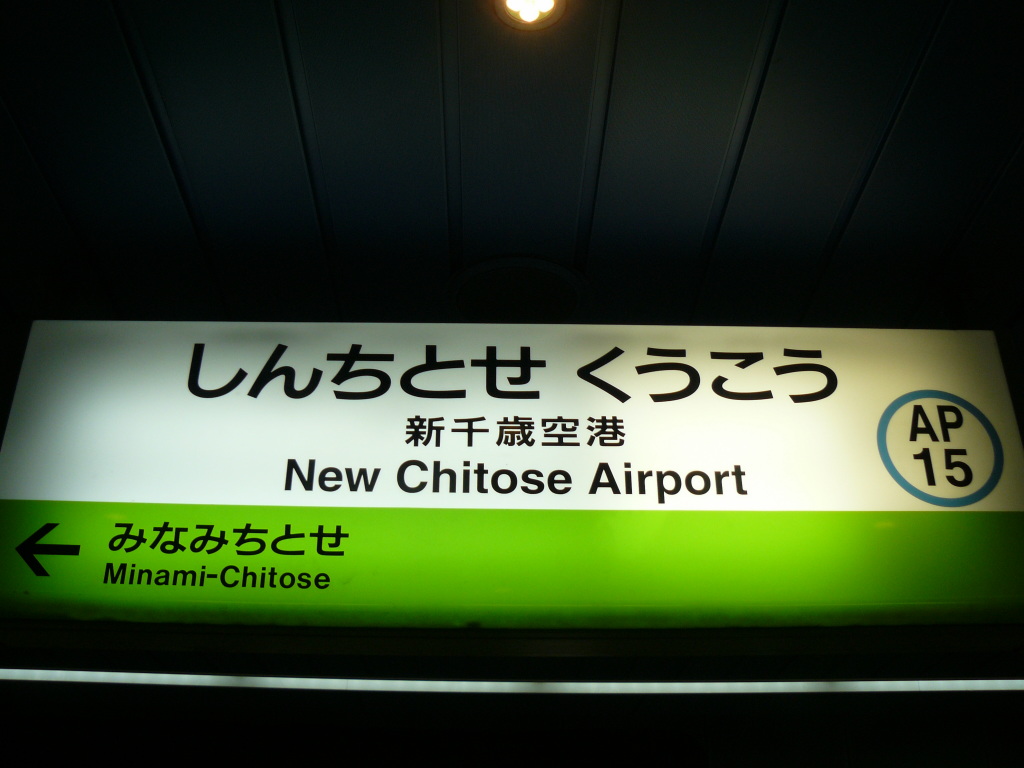 しんちとせ くうこう
新千歳空港
New Chitose Airport
AP
15
← みなみちとせ
Minami-Chitose